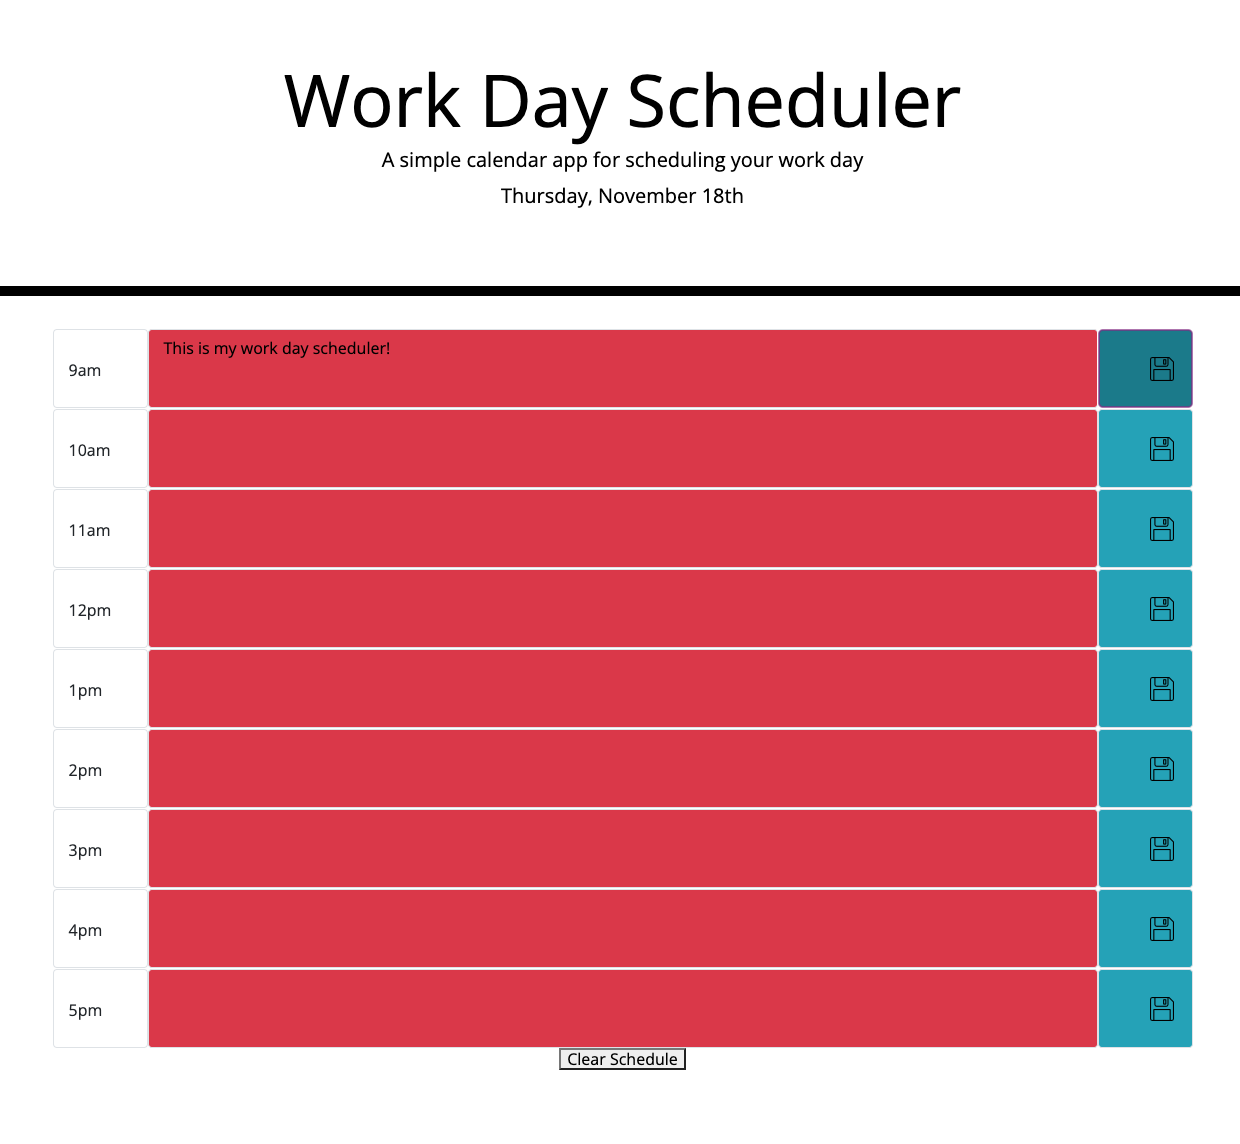 Work Day Scheduler
A simple calendar app for scheduling your work day
Thursday, November 18th
9am
This is my work day scheduler!
10am
11am
12pm
1pm
2pm
3pm
4pm
5pm
Clear Schedule